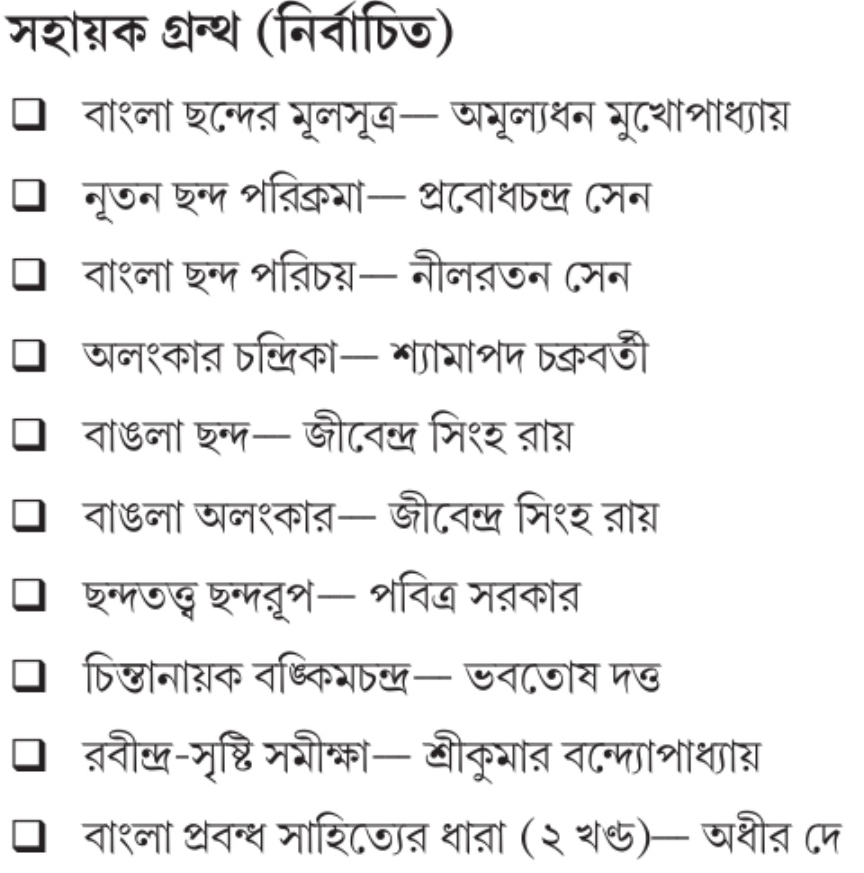 সহায়ক গ্রন্থ (নির্বাচিত)
❑ বাংলা ছন্দের মূলসূত্র— অমূল্যধন মুখোপাধ্যায়
❑ নূতন ছন্দ পরিক্রমা— প্রবোধচন্দ্র সেন
❑ বাংলা ছন্দ পরিচয়— নীলরতন সেন
❑ অলংকার চন্দ্রিকা— শ্যামাপদ চক্রবর্তী
❑ বাঙলা ছন্দ— জীবেন্দ্র সিংহ রায়
❑ বাঙলা অলংকার— জীবেন্দ্র সিংহ রায়
❑ ছন্দতত্ত্ব ছন্দরূপ— পবিত্র সরকার
❑ চিন্তানায়ক বঙ্কিমচন্দ্র— ভবতোষ দত্ত
❑ রবীন্দ্র-সৃষ্টি সমীক্ষা— শ্রীকুমার বন্দ্যোপাধ্যায়
❑ বাংলা প্রবন্ধ সাহিত্যের ধারা (২ খণ্ড)— অধীর দে